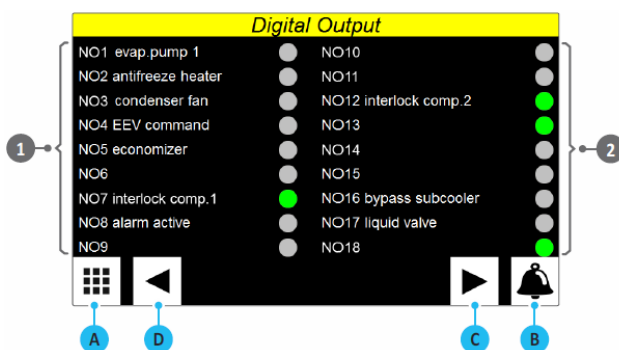 Digital Output
NO1 evap.pump 1
NO2 antifreeze heater
NO3 condenser fan
NO4 EEV command
NO5 economizer
NO6
NO7 interlock comp.1
NO8 alarm active
NO9
NO10
NO11
NO12 interlock comp.2
NO13
NO14
NO15
NO16 bypass subcooler
NO17 liquid valve
NO18
1
2
A
D
C
B